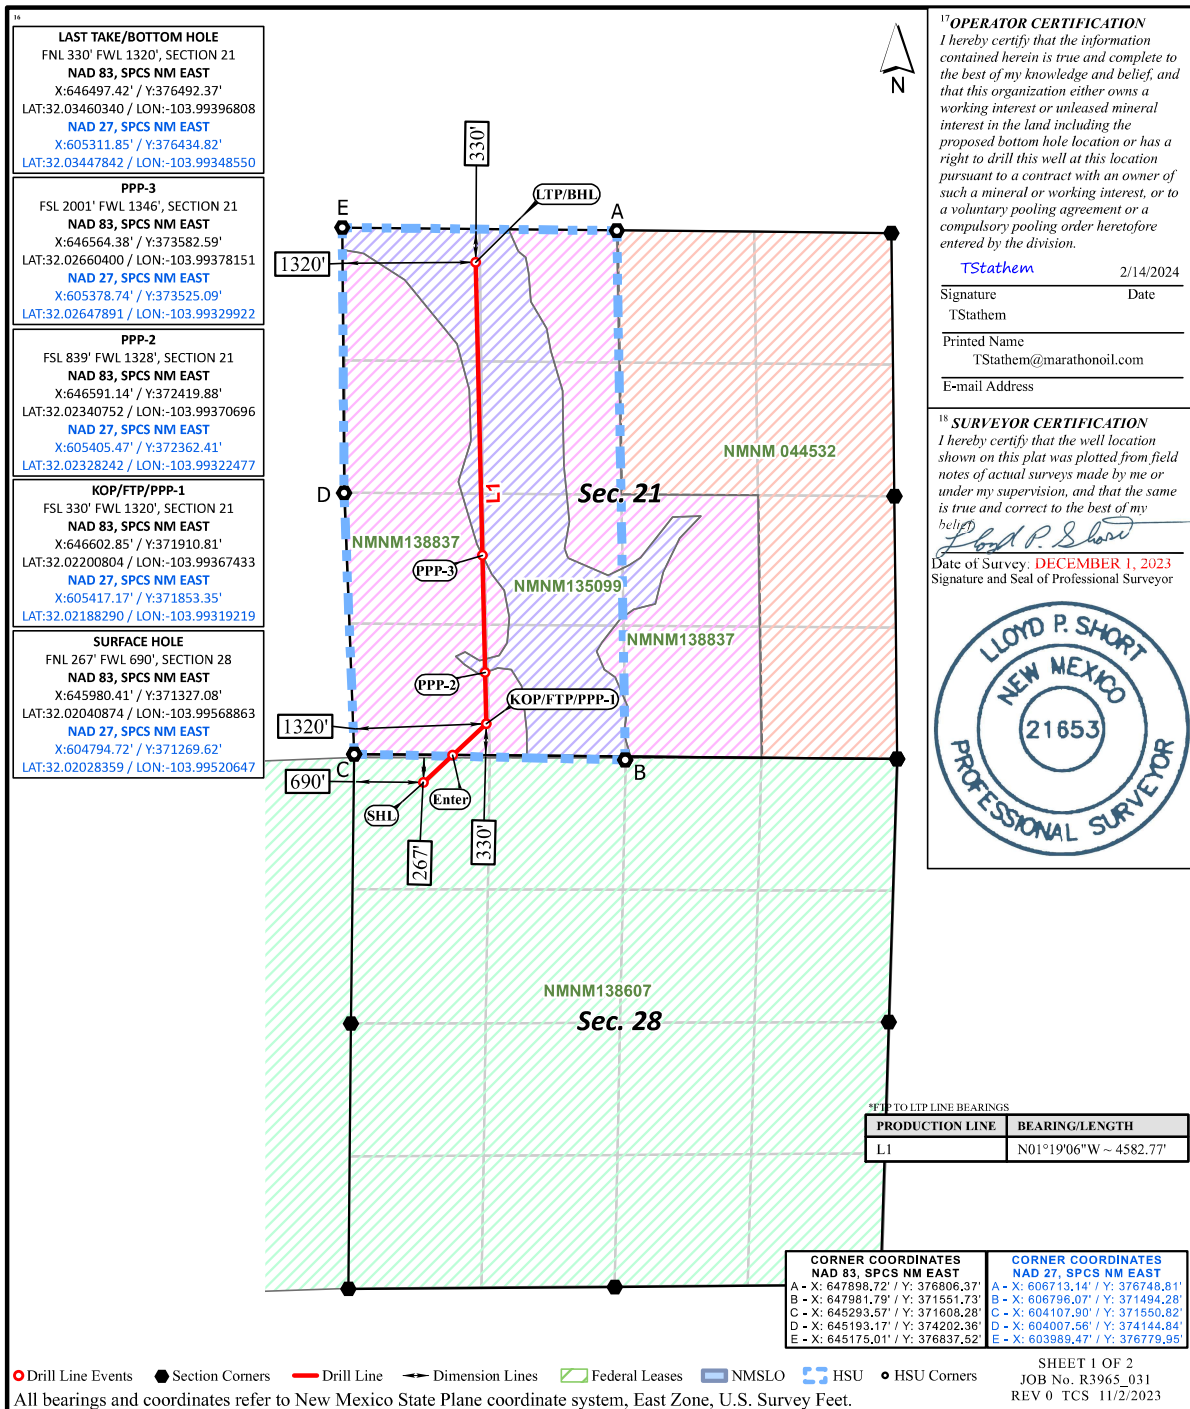 16
LAST TAKE/BOTTOM HOLE
FNL 330' FWL 1320', SECTION 21
NAD 83, SPCS NM EAST
X:646497.42' / Y:376492.37'
LAT:32.03460340 / LON:-103.99396808
NAD 27, SPCS NM EAST
X:605311.85' / Y:376434.82'
LAT:32.03447842 / LON:-103.99348550
PPP-3
FSL 2001' FWL 1346', SECTION 21
NAD 83, SPCS NM EAST
X:646564.38' / Y:373582.59'
LAT:32.02660400 / LON:-103.99378151
NAD 27, SPCS NM EAST
X:605378.74' / Y:373525.09'
LAT:32.02647891 / LON:-103.99329922
PPP-2
FSL 839' FWL 1328', SECTION 21
NAD 83, SPCS NM EAST
X:646591.14' / Y:372419.88'
LAT:32.02340752 / LON:-103.99370696
NAD 27, SPCS NM EAST
X:605405.47' / Y:372362.41'
LAT:32.02328242 / LON:-103.99322477
KOP/FTP/PPP-1
FSL 330' FWL 1320', SECTION 21
NAD 83, SPCS NM EAST
X:646602.85' / Y:371910.81'
LAT:32.02200804 / LON:-103.99367433
NAD 27, SPCS NM EAST
X:605417.17' / Y:371853.35'
LAT:32.02188290 / LON:-103.99319219
SURFACE HOLE
FNL 267' FWL 690', SECTION 28
NAD 83, SPCS NM EAST
X:645980.41' / Y:371327.08'
LAT:32.02040874 / LON:-103.99568863
NAD 27, SPCS NM EAST
X:604794.72' / Y:371269.62'
LAT:32.02028359 / LON:-103.99520647
N
330'
LTP/BHL
E
A
1320'
NMNM 044532
L1
Sec. 21
D
NMNM138837
PPP-3
NMNM135099
NMNM138837
PPP-2
KOP/FTP/PPP-1
1320'
C
B
690'
Enter
SHL
267'
330'
NMNM138607
Sec. 28
17 OPERATOR CERTIFICATION
I hereby certify that the information
contained herein is true and complete to
the best of my knowledge and belief, and
that this organization either owns a
working interest or unleased mineral
interest in the land including the
proposed bottom hole location or has a
right to drill this well at this location
pursuant to a contract with an owner of
such a mineral or working interest, or to
a voluntary pooling agreement or a
compulsory pooling order heretofore
entered by the division.
TStathem 2/14/2024
Signature Date
TStathem
Printed Name
TStathem@marathonoil.com
E-mail Address
18 SURVEYOR CERTIFICATION
I hereby certify that the well location
shown on this plat was plotted from field
notes of actual surveys made by me or
under my supervision, and that the same
is true and correct to the best of my
belief.
Lloyd P. Short
Date of Survey: DECEMBER 1, 2023
Signature and Seal of Professional Surveyor
LLOYD P. SHORT
NEW MEXICO
21653
PROFESSIONAL SURVEYOR
*FTP TO LTP LINE BEARINGS
PRODUCTION LINE BEARING/LENGTH
L1 N01°19'06"W ~ 4582.77'
CORNER COORDINATES
NAD 83, SPCS NM EAST
A - X: 647898.72' / Y: 376806.37'
B - X: 647981.79' / Y: 371551.73'
C - X: 645293.57' / Y: 371608.28'
D - X: 645193.17' / Y: 374202.36'
E - X: 645175.01' / Y: 376837.52'
CORNER COORDINATES
NAD 27, SPCS NM EAST
A - X: 606713.14' / Y: 376748.81'
B - X: 606796.07' / Y: 371494.28'
C - X: 604107.90' / Y: 371550.82'
D - X: 604007.56' / Y: 374144.84'
E - X: 603989.47' / Y: 376779.95'
Drill Line Events Section Corners Drill Line Dimension Lines Federal Leases NMSLO HSU HSU Corners
All bearings and coordinates refer to New Mexico State Plane coordinate system, East Zone, U.S. Survey Feet.
SHEET 1 OF 2
JOB No. R3965_031
REV 0 TCS 11/2/2023